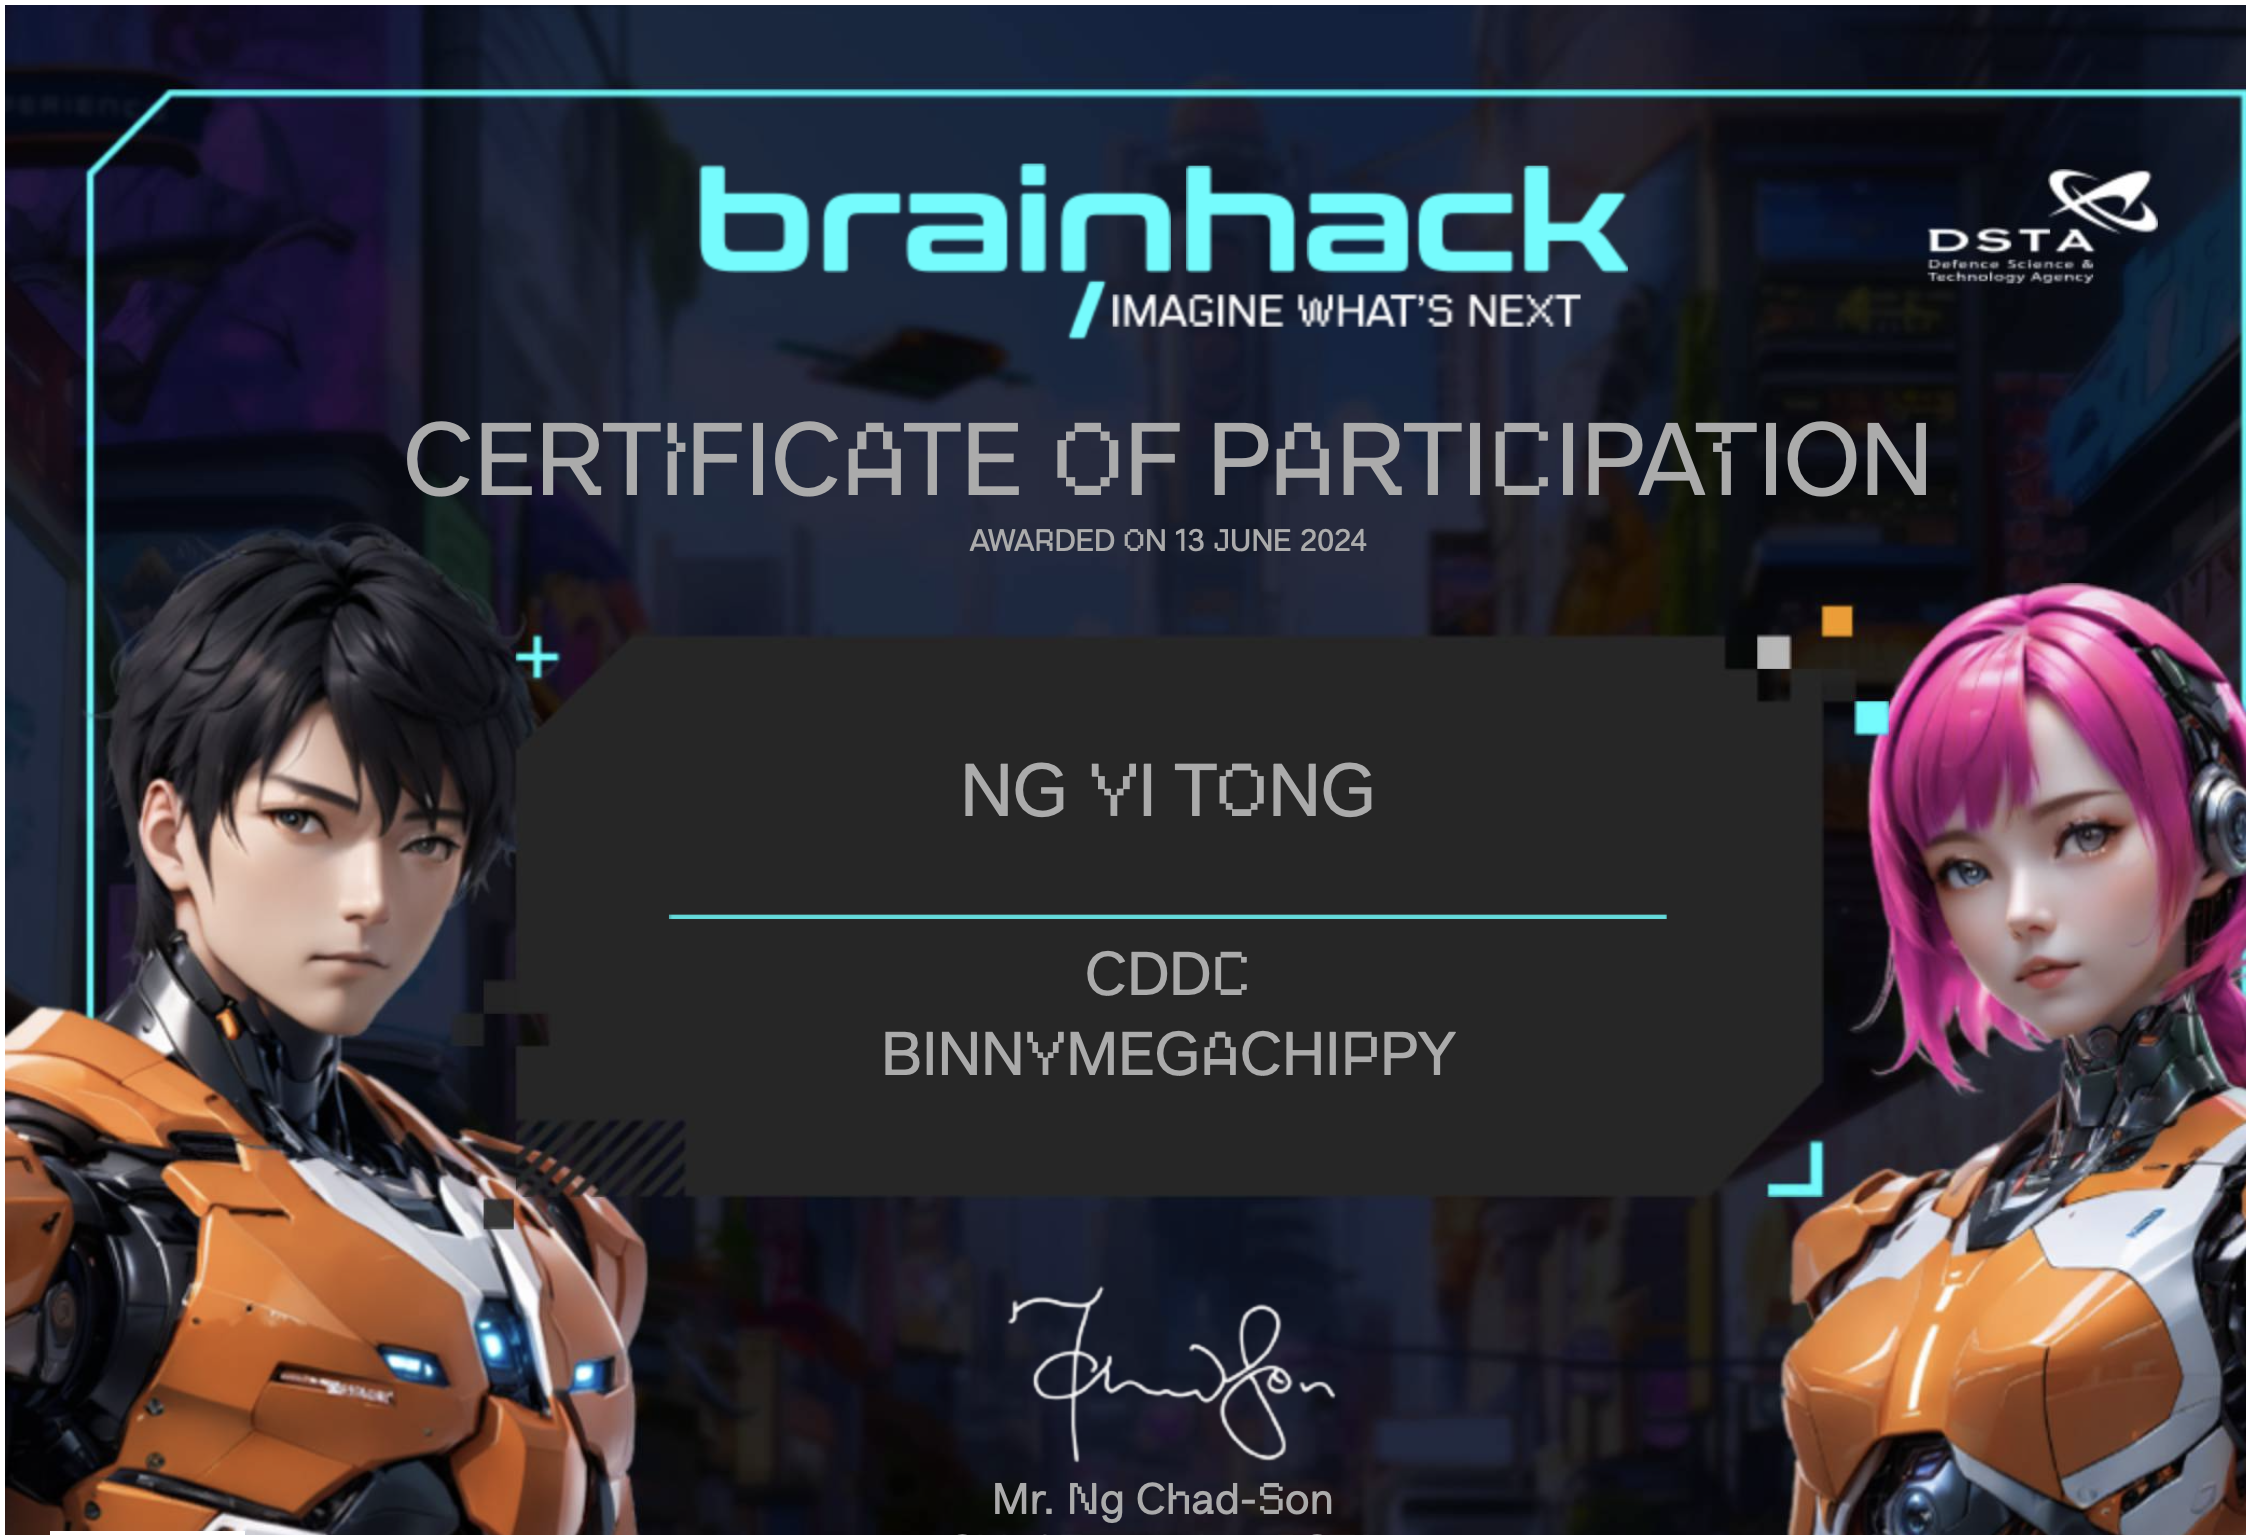 brainhack
/IMAGINE WHAT'S NEXT
DSTA
Defence Science &
Technology Agency
CERTIFICATE OF PARTICIPATION
AWARDED ON 13 JUNE 2024
NG YI TONG
CDDC
BINNYMEGACHIPPY
Mr. Ng Chad-Son